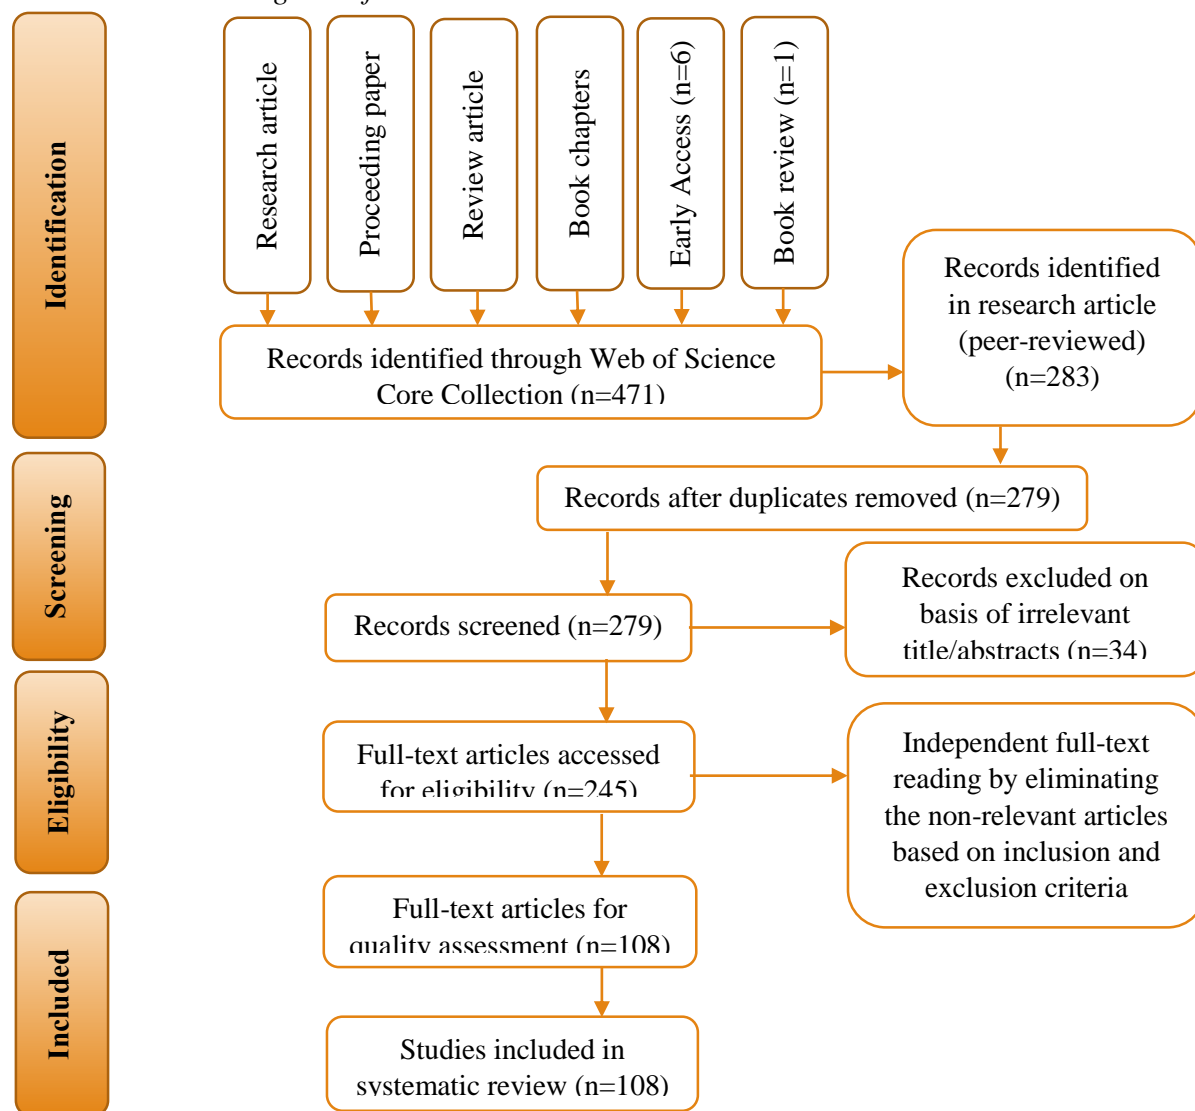 Identification
Research article
Proceeding paper
Review article
Book chapters
Early Access (n=6)
Book review (n=1)
Records identified through Web of Science
Core Collection (n=471)
Records identified
in research article
(peer-reviewed)
(n=283)
Screening
Records after duplicates removed (n=279)
Records screened (n=279)
Records excluded on
basis of irrelevant
title/abstracts (n=34)
Eligibility
Full-text articles accessed
for eligibility (n=245)
Independent full-text
reading by eliminating
the non-relevant articles
based on inclusion and
exclusion criteria
Included
Full-text articles for
quality assessment (n=108)
Studies included in
systematic review (n=108)